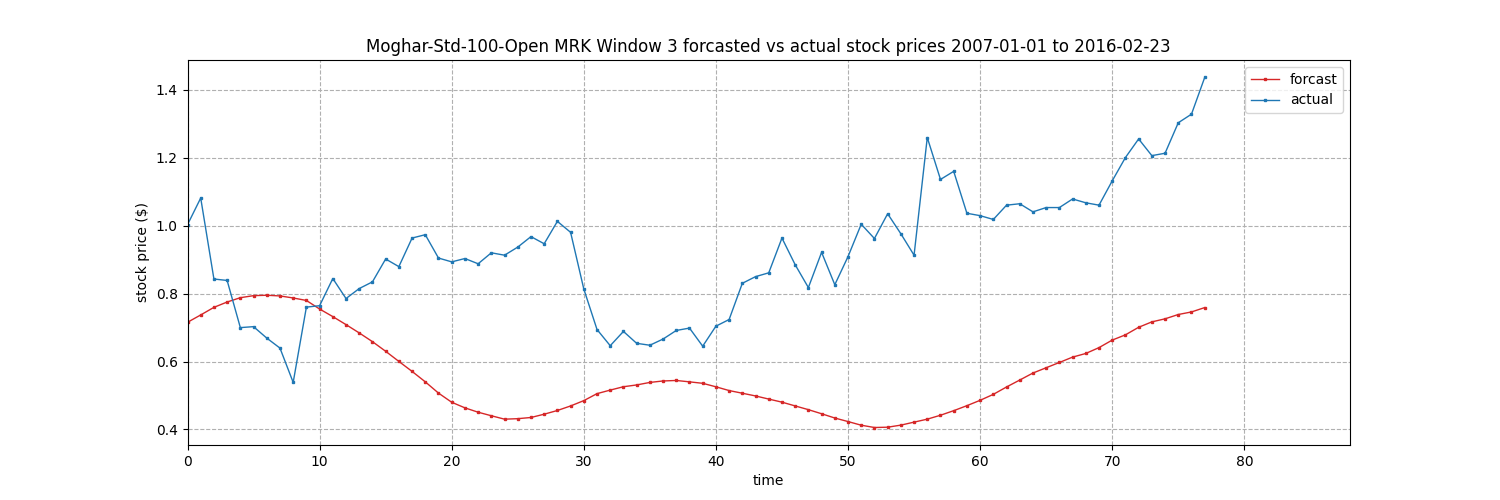 Moghar-Std-100-Open MRK Window 3 forcasted vs actual stock prices 2007-01-01 to 2016-02-23
forcast
actual
stock price ($)
1.4
1.2
1.0
0.8
0.6
0.4
0 10 20 30 40 50 60 70 80
time